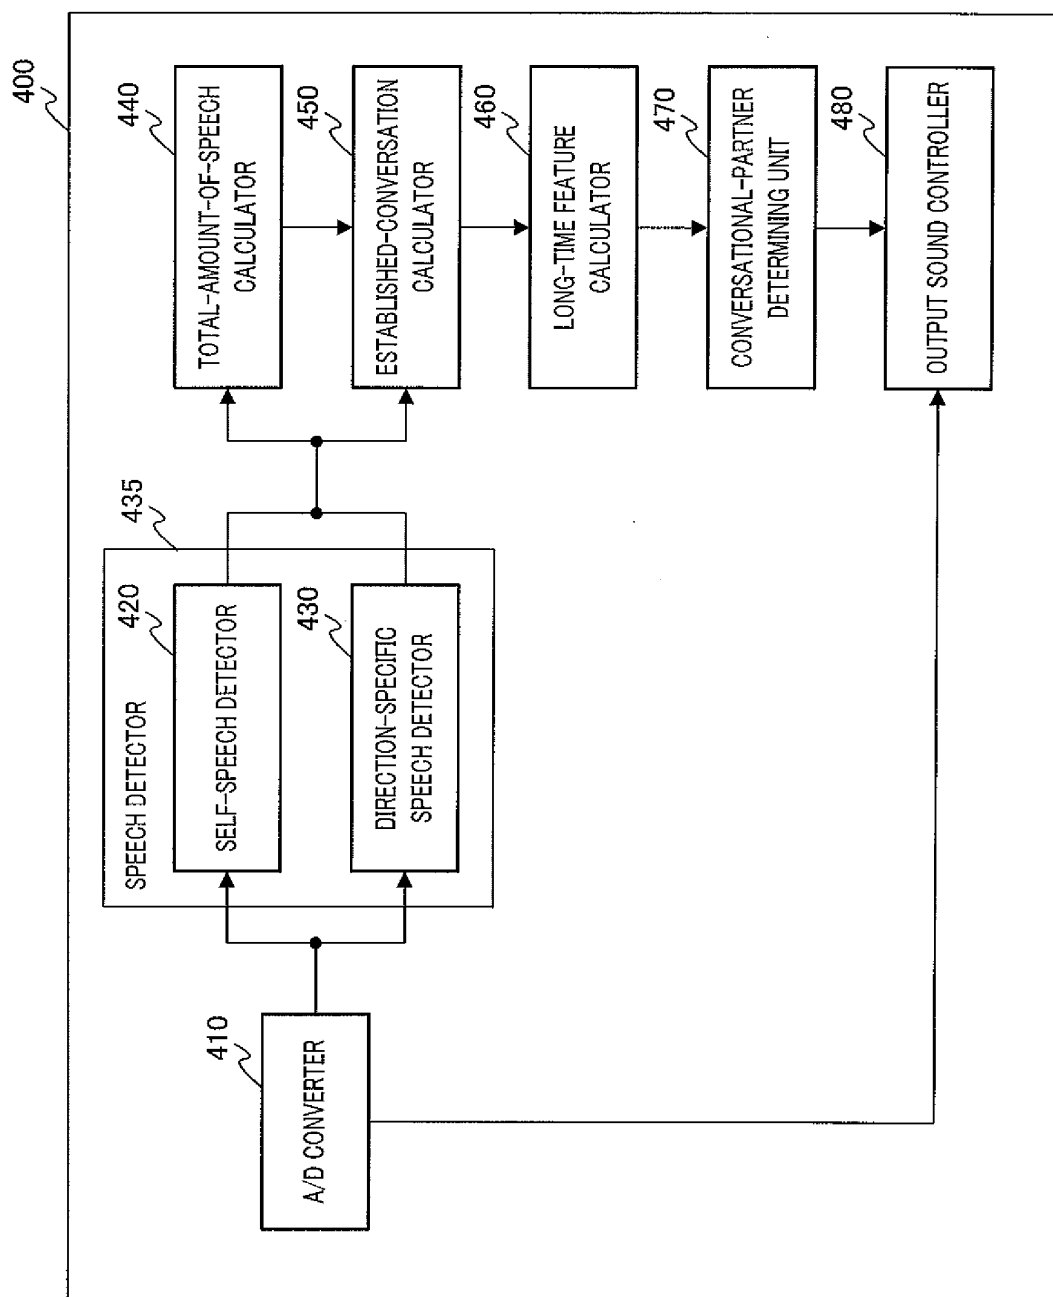 400
410
A/D CONVERTER
435
SPEECH DETECTOR
420
SELF-SPEECH DETECTOR
430
DIRECTION-SPECIFIC
SPEECH DETECTOR
440
TOTAL-AMOUNT-OF-SPEECH
CALCULATOR
450
ESTABLISHED-CONVERSATION
CALCULATOR
460
LONG-TIME FEATURE
CALCULATOR
470
CONVERSATIONAL-PARTNER
DETERMINING UNIT
480
OUTPUT SOUND CONTROLLER